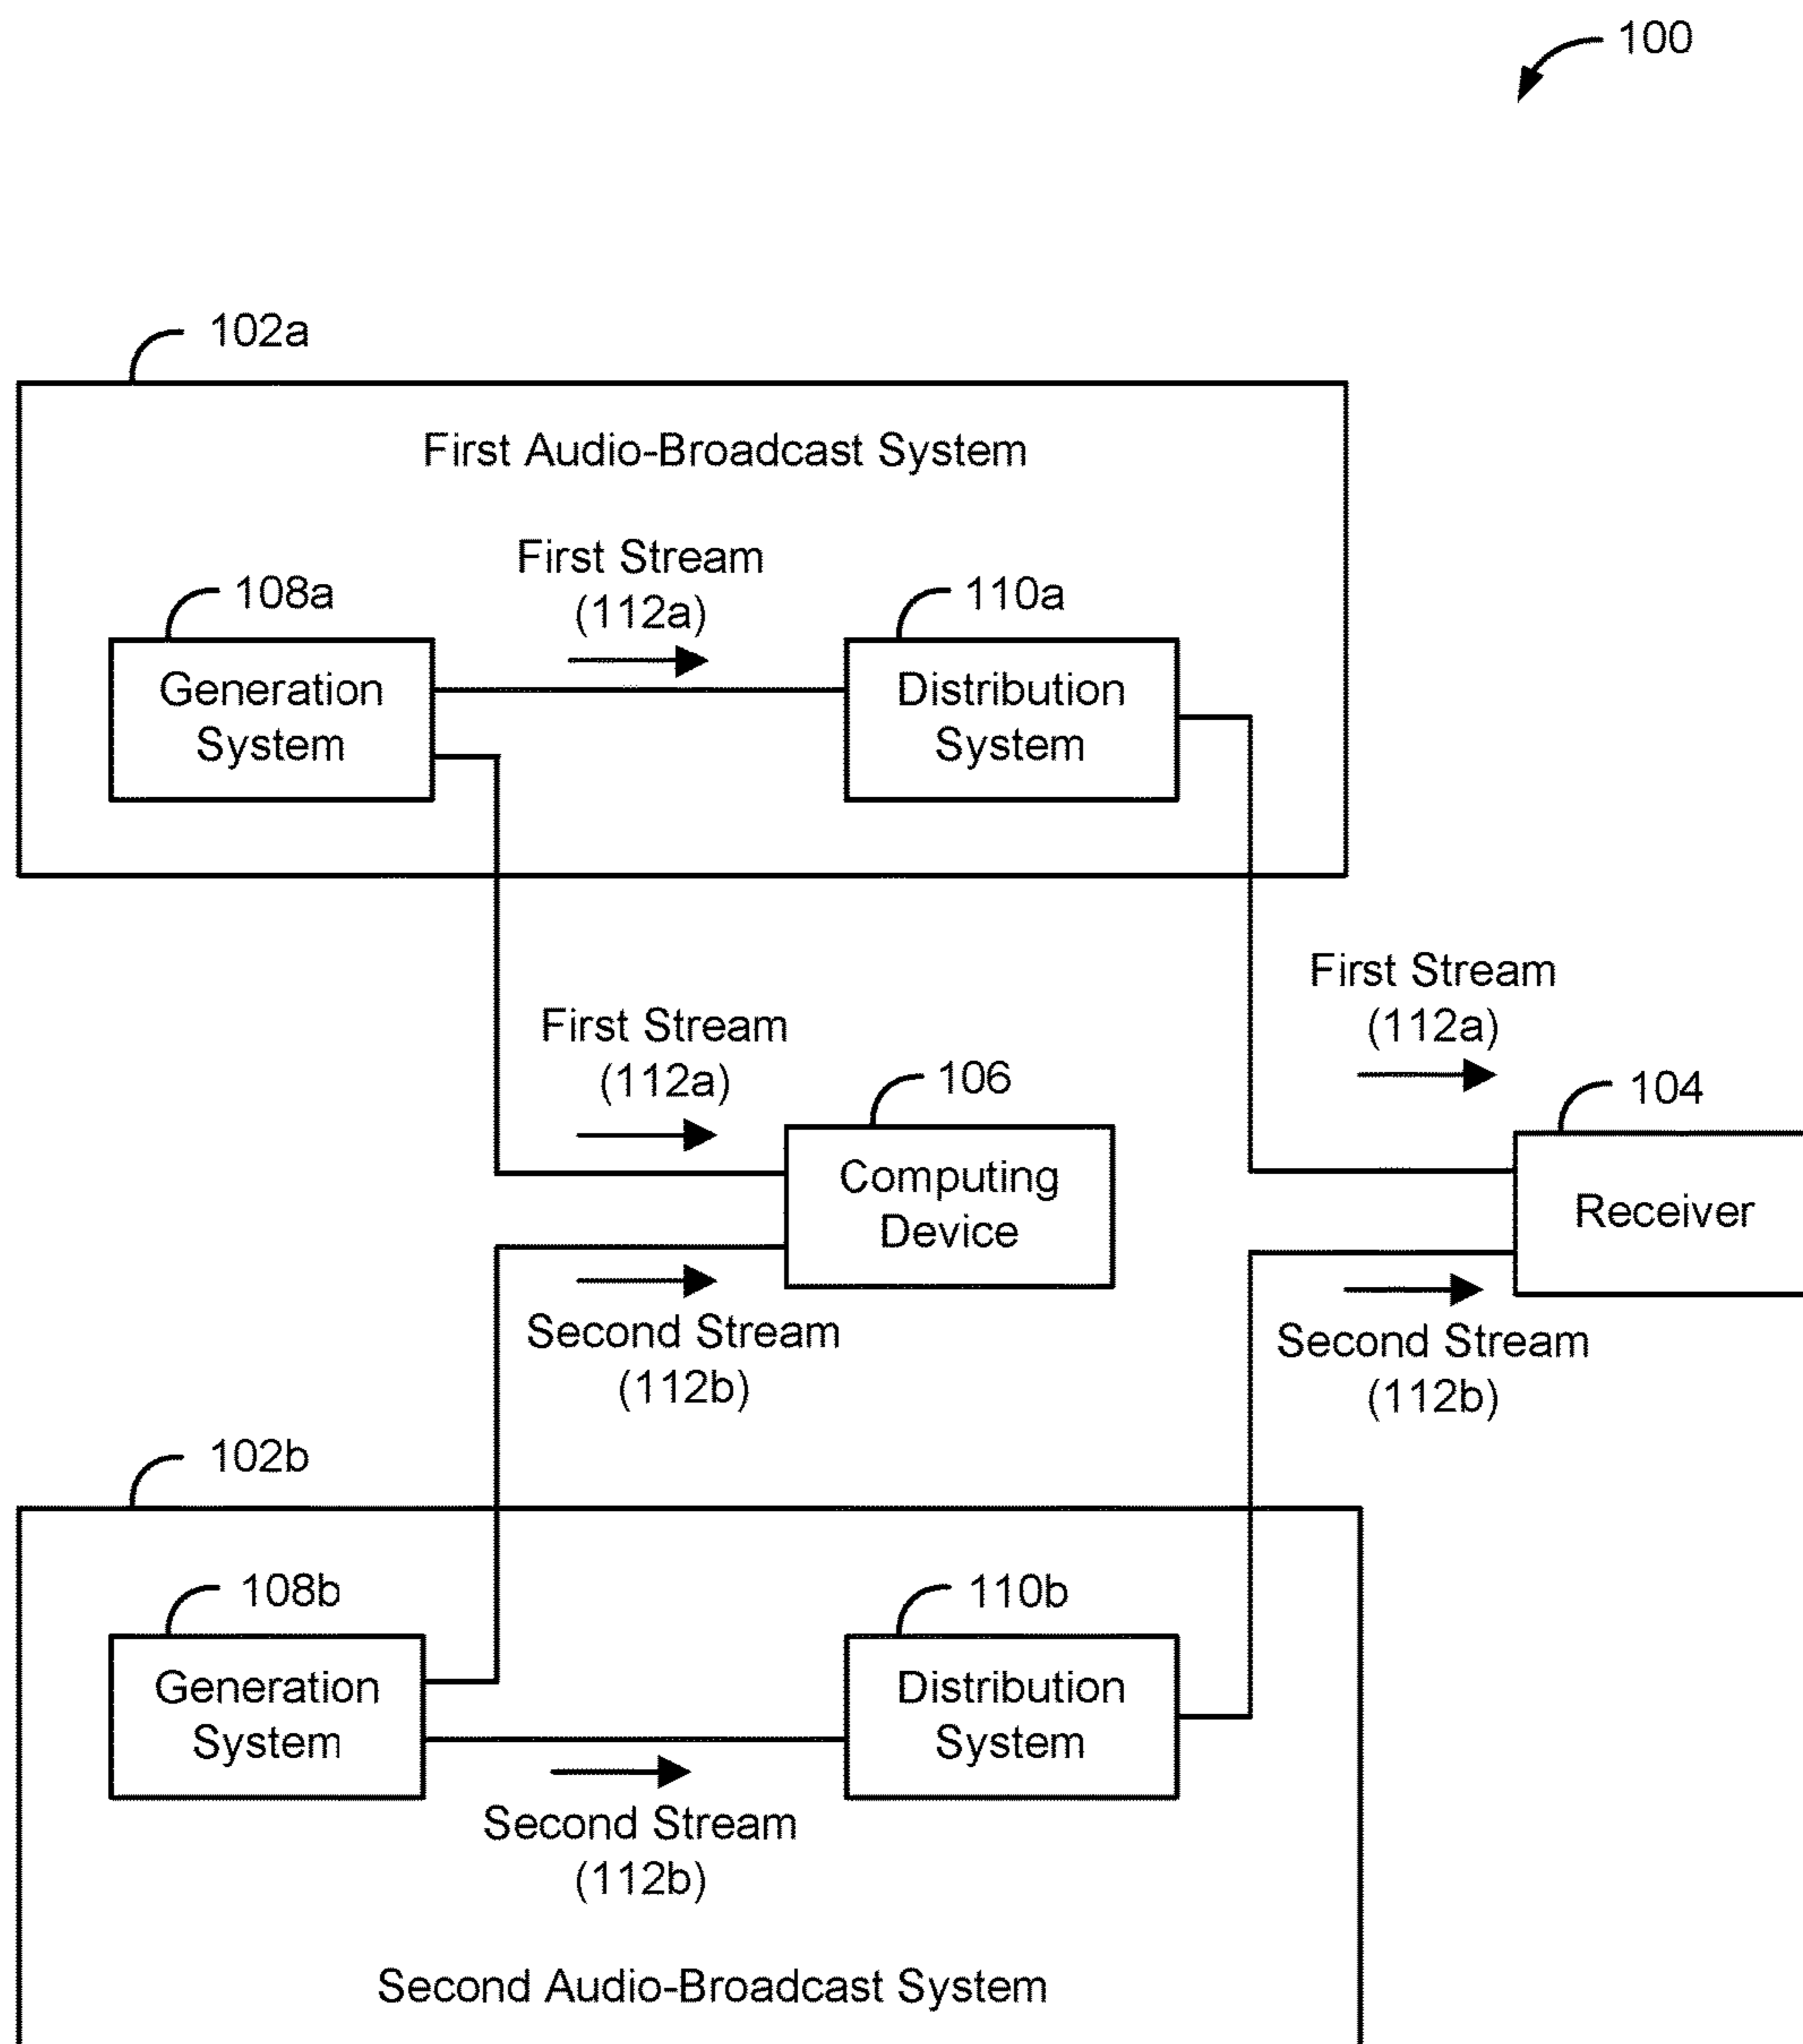 100
102a
First Audio-Broadcast System
First Stream
(112a)
108a
110a
Generation
System
Distribution
System
First Stream
(112a)
First Stream
(112a)
106
104
Computing
Device
Receiver
Second Stream
(112b)
Second Stream
(112b)
102b
108b
110b
Generation
System
Distribution
System
Second Stream
(112b)
Second Audio-Broadcast System